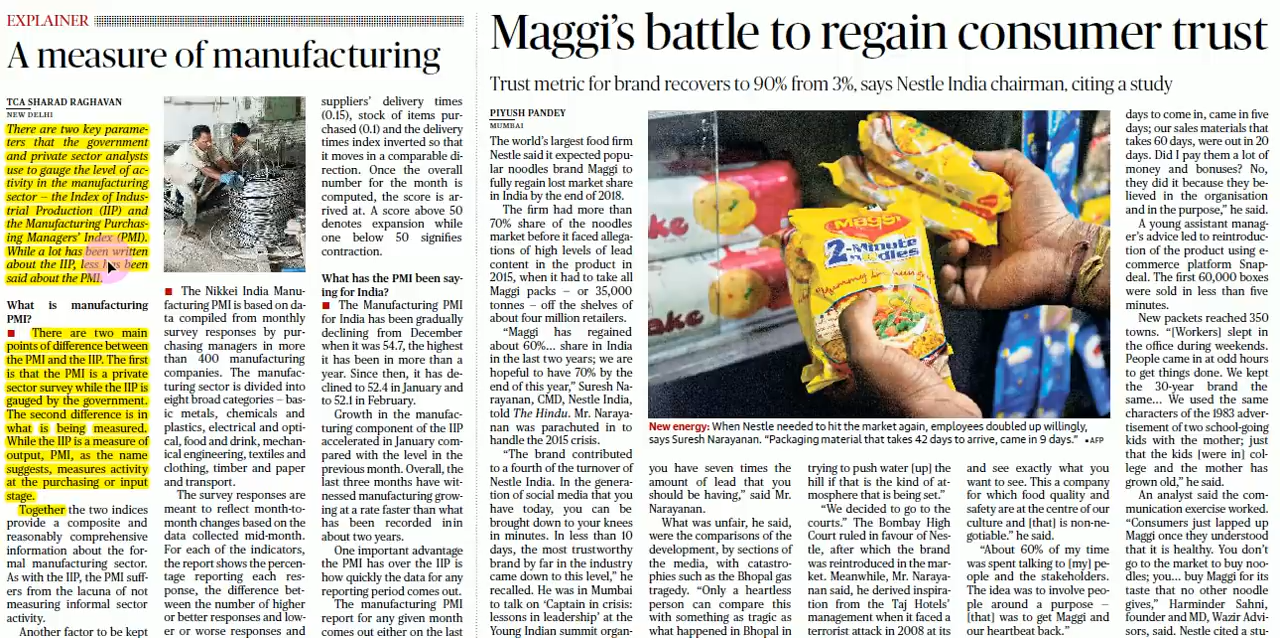 EXPLAINER
A measure of manufacturing
TCA SHARAD RAGHAVAN
NEW DELHI
There are two key parame-
ters that the government
and private sector analysts
use to gauge the level of ac-
tivity in the manufacturing
sector – the Index of Indus-
trial Production (IIP) and
the Manufacturing Purchas-
ing Managers' Index (PMI).
While a lot has been written
about the IIP, less has been
said about the PMI.
What is manufacturing
PMI?
■ There are two main
points of difference between
the PMI and the IIP. The first
is that the PMI is a private
sector survey while the IIP is
gauged by the government.
The second difference is in
what is being measured.
While the IIP is a measure of
output, PMI, as the name
suggests, measures activity
at the purchasing or input
stage.
Together the two indices
provide a composite and
reasonably comprehensive
information about the for-
mal manufacturing sector.
As with the IIP, the PMI suff-
ers from the lacuna of not
measuring informal sector
activity.
Another factor to be kept
■ The Nikkei India Manu-
facturing PMI is based on da-
ta compiled from monthly
survey responses by pur-
chasing managers in more
than 400 manufacturing
companies. The manufac-
turing sector is divided into
eight broad categories – bas-
ic metals, chemicals and
plastics, electrical and opti-
cal, food and drink, mechan-
ical engineering, textiles and
clothing, timber and paper
and transport.
The survey responses are
meant to reflect month-to-
month changes based on the
data collected mid-month.
For each of the indicators,
the report shows the percen-
tage reporting each res-
ponse, the difference bet-
ween the number of higher
or better responses and low-
er or worse responses and
suppliers' delivery times
(0.15), stock of items pur-
chased (0.1) and the delivery
times index inverted so that
it moves in a comparable di-
rection. Once the overall
number for the month is
computed, the score is ar-
rived at. A score above 50
denotes expansion while
one below 50 signifies
contraction.
What has the PMI been say-
ing for India?
■ The Manufacturing PMI
for India has been gradually
declining from December
when it was 54.7, the highest
it has been in more than a
year. Since then, it has de-
clined to 52.4 in January and
to 52.1 in February.
Growth in the manufac-
turing component of the IIP
accelerated in January com-
pared with the level in the
previous month. Overall, the
last three months have wit-
nessed manufacturing grow-
ing at a rate faster than what
has been recorded inin
about two years.
One important advantage
the PMI has over the IIP is
how quickly the data for any
reporting period comes out.
The manufacturing PMI
report for any given month
comes out either on the last
Maggi's battle to regain consumer trust
Trust metric for brand recovers to 90% from 3%, says Nestle India chairman, citing a study
PIYUSH PANDEY
MUMBAI
The world's largest food firm
Nestle said it expected popu-
lar noodles brand Maggi to
fully regain lost market share
in India by the end of 2018.
The firm had more than
70% share of the noodles
market before it faced allega-
tions of high levels of lead
content in the product in
2015, when it had to take all
Maggi packs – or 35,000
tonnes – off the shelves of
about four million retailers.
"Maggi has regained
about 60%... share in India
in the last two years; we are
hopeful to have 70% by the
end of this year," Suresh Na-
rayanan, CMD, Nestle India,
told The Hindu. Mr. Naraya-
nan was parachuted in to
handle the 2015 crisis.
"The brand contributed
to a fourth of the turnover of
Nestle India. In the genera-
tion of social media that you
have today, you can be
brought down to your knees
in minutes. In less than 10
days, the most trustworthy
brand by far in the industry
came down to this level," he
recalled. He was in Mumbai
to talk on 'Captain in crisis:
lessons in leadership' at the
Young Indian summit organ-
Maggi
2-Minute
noodles
ke
ake
New energy: When Nestle needed to hit the market again, employees doubled up willingly,
says Suresh Narayanan. "Packaging material that takes 42 days to arrive, came in 9 days." • AFP
you have seven times the
amount of lead that you
should be having," said Mr.
Narayanan.
What was unfair, he said,
were the comparisons of the
development, by sections of
the media, with catastro-
phies such as the Bhopal gas
tragedy. "Only a heartless
person can compare this
with something as tragic as
what happened in Bhopal in
trying to push water [up] the
hill if that is the kind of at-
mosphere that is being set."
"We decided to go to the
courts." The Bombay High
Court ruled in favour of Nes-
tle, after which the brand
was reintroduced in the mar-
ket. Meanwhile, Mr. Naraya-
nan said, he derived inspira-
tion from the Taj Hotels'
management when it faced a
terrorist attack in 2008 at its
and see exactly what you
want to see. This a company
for which food quality and
safety are at the centre of our
culture and [that] is non-ne-
gotiable." he said.
"About 60% of my time
was spent talking to [my] peo-
ple and the stakeholders.
The idea was to involve peo-
ple around a purpose –
[that] was to get Maggi and
our heartbeat back."
days to come in, came in five
days; our sales materials that
takes 60 days, were out in 20
days. Did I pay them a lot of
money and bonuses? No,
they did it because they be-
lieved in the organisation
and in the purpose," he said.
A young assistant manag-
er's advice led to reintroduc-
tion of the product using e-
commerce platform Snap-
deal. The first 60,000 boxes
were sold in less than five
minutes.
New packets reached 350
towns. "[Workers] slept in
the office during weekends.
People came in at odd hours
to get things done. We kept
the 30-year brand the
same... We used the same
characters of the 1983 adver-
tisement of two school-going
kids with the mother; just
that the kids [were in] col-
lege and the mother has
grown old," he said.
An analyst said the com-
munication exercise worked.
"Consumers just lapped up
Maggi once they understood
that it is healthy. You don't
go to the market to buy noo-
dles; you... buy Maggi for its
taste that no other noodle
gives," Harminder Sahni,
founder and MD, Wazir Advi-
sors, said. Nestle cited a stu-